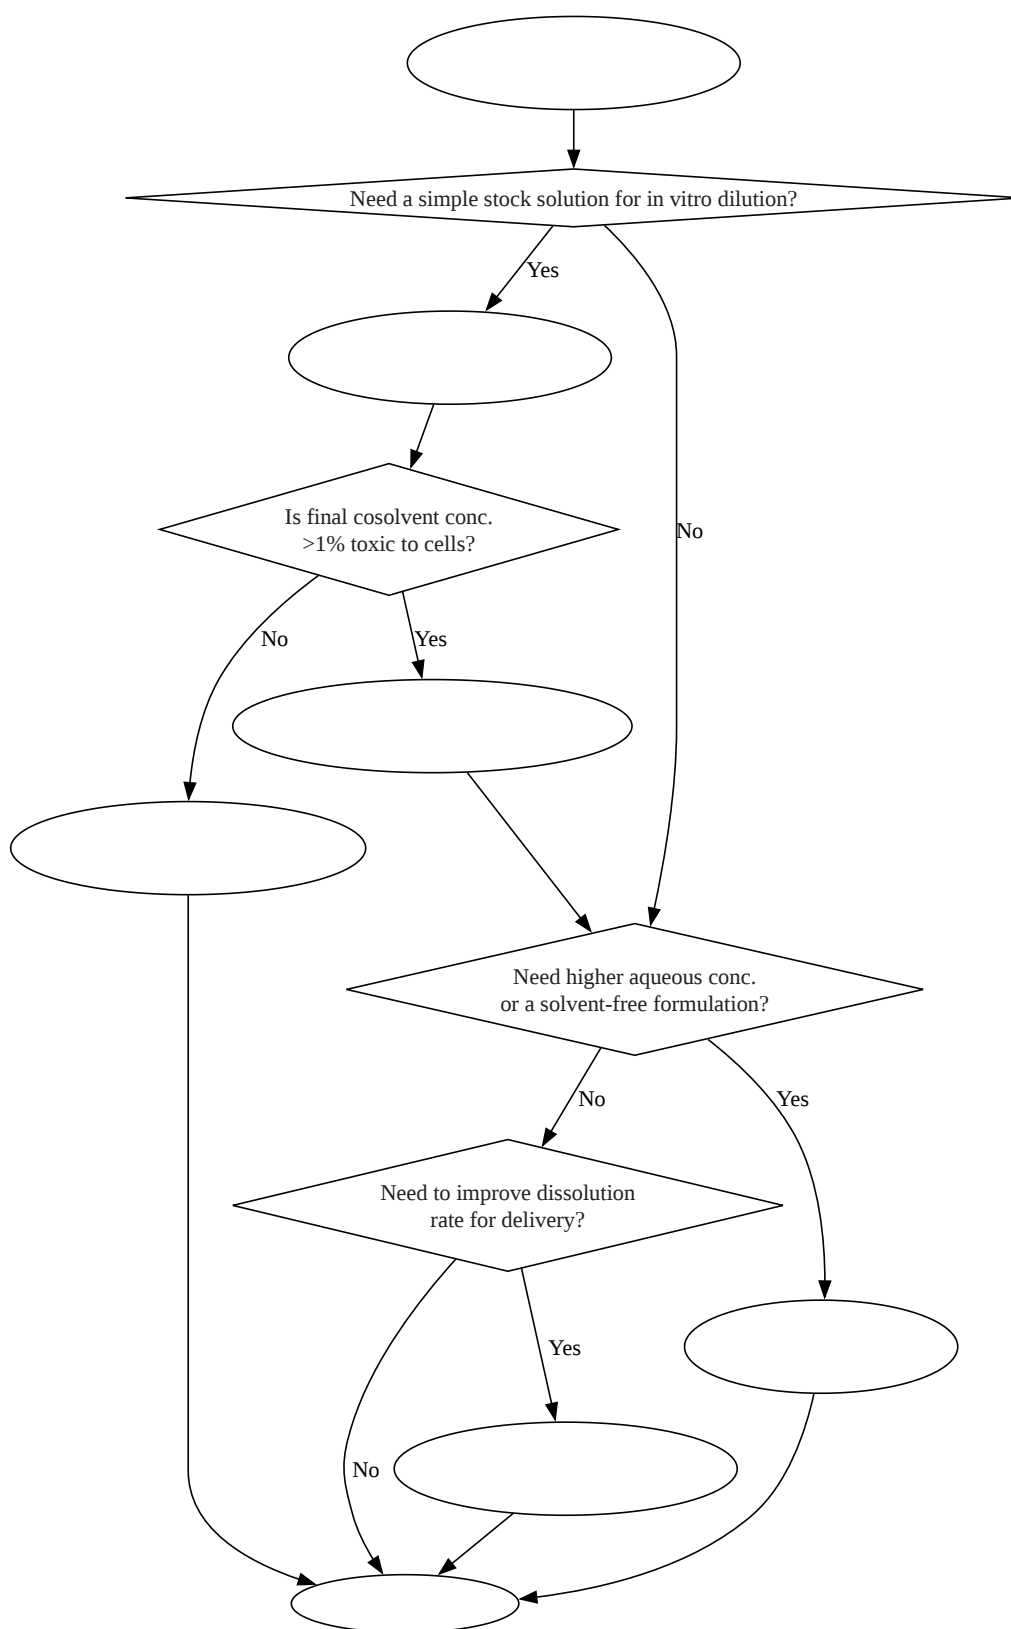 Need a simple stock solution for in vitro dilution?
Yes
Is final cosolvent conc.
>1% toxic to cells?
No
No
Yes
Need higher aqueous conc.
or a solvent-free formulation?
No
Yes
Need to improve dissolution
rate for delivery?
Yes
No